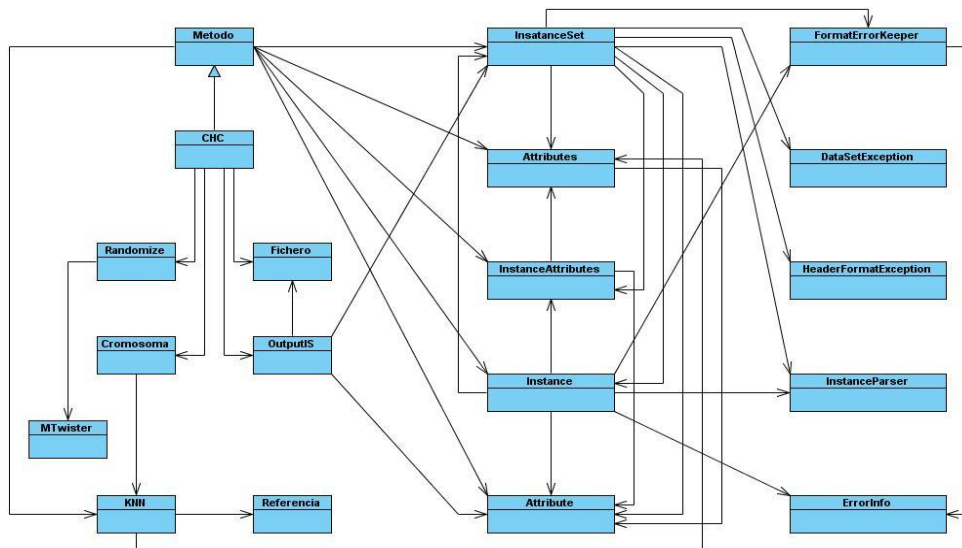 Metodo
InsatanceSet
FormatErrorKeeper
CHC
Attributes
DataSetException
Randomize
Fichero
InstanceAttributes
HeaderFormatException
Cromosoma
OutputIS
Instance
InstanceParser
MTwister
KNN
Referencia
Attribute
ErrorInfo